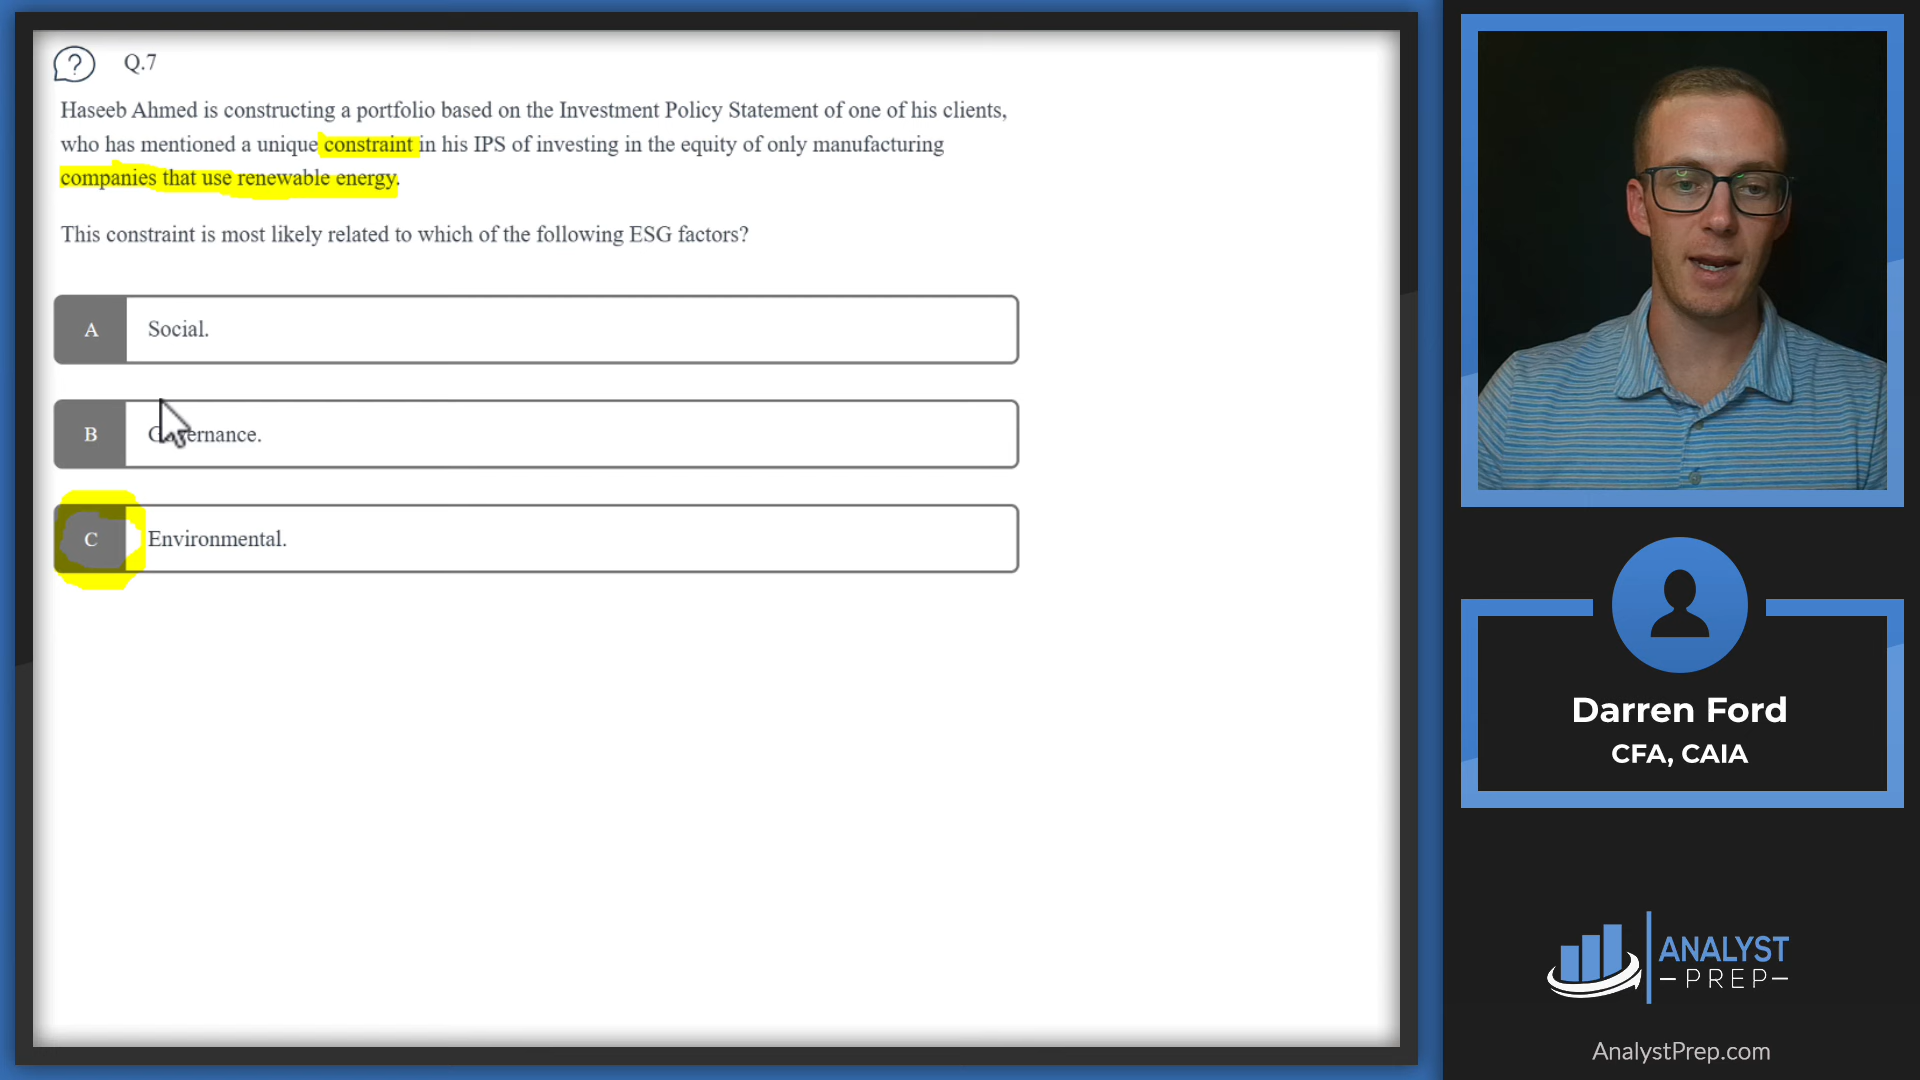 Q.7
Haseeb Ahmed is constructing a portfolio based on the Investment Policy Statement of one of his clients,
who has mentioned a unique constraint in his IPS of investing in the equity of only manufacturing
companies that use renewable energy.
This constraint is most likely related to which of the following ESG factors?
A Social.
B Governance.
C Environmental.
Darren Ford
CFA, CAIA
ANALYST
PREP
AnalystPrep.com